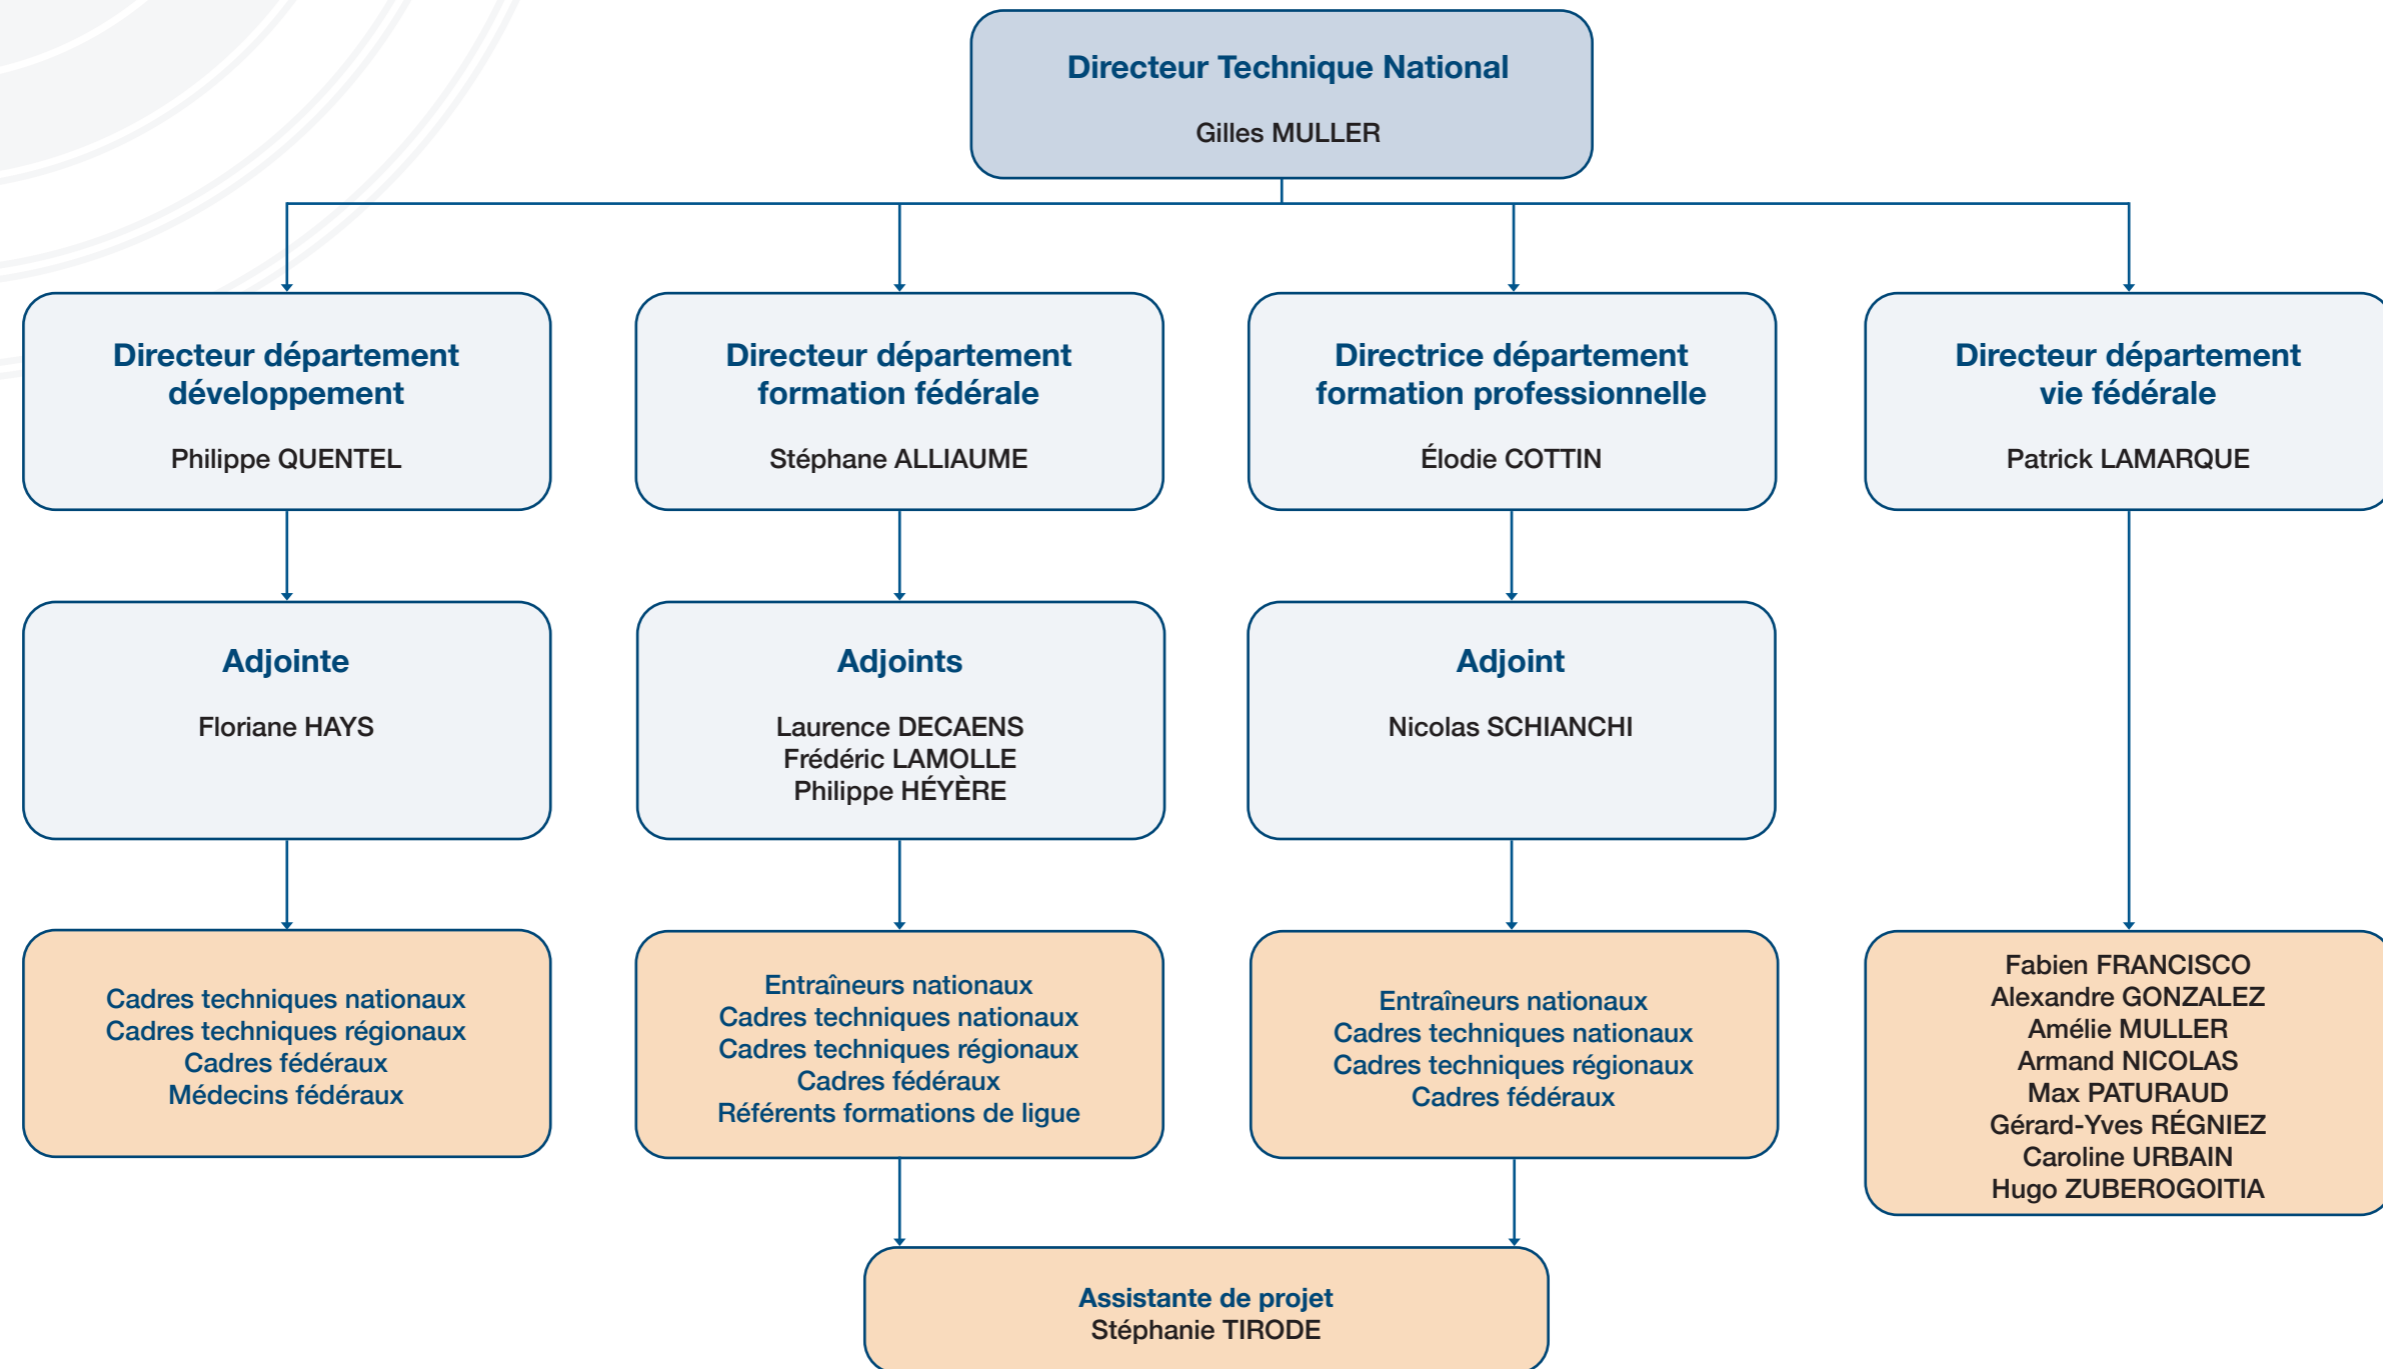 Directeur Technique National
Gilles MULLER
Directeur département
développement
Philippe QUENTEL
Directeur département
formation fédérale
Stéphane ALLIAUME
Directrice département
formation professionnelle
Élodie COTTIN
Directeur département
vie fédérale
Patrick LAMARQUE
Adjointe
Floriane HAYS
Adjoints
Laurence DECAENS
Frédéric LAMOLLE
Philippe HÉYÈRE
Adjoint
Nicolas SCHIANCHI
Cadres techniques nationaux
Cadres techniques régionaux
Cadres fédéraux
Médecins fédéraux
Entraîneurs nationaux
Cadres techniques nationaux
Cadres techniques régionaux
Cadres fédéraux
Référents formations de ligue
Entraîneurs nationaux
Cadres techniques nationaux
Cadres techniques régionaux
Cadres fédéraux
Fabien FRANCISCO
Alexandre GONZALEZ
Amélie MULLER
Armand NICOLAS
Max PATURAUD
Gérard-Yves RÉGNIEZ
Caroline URBAIN
Hugo ZUBEROGOITIA
Assistante de projet
Stéphanie TIRODE